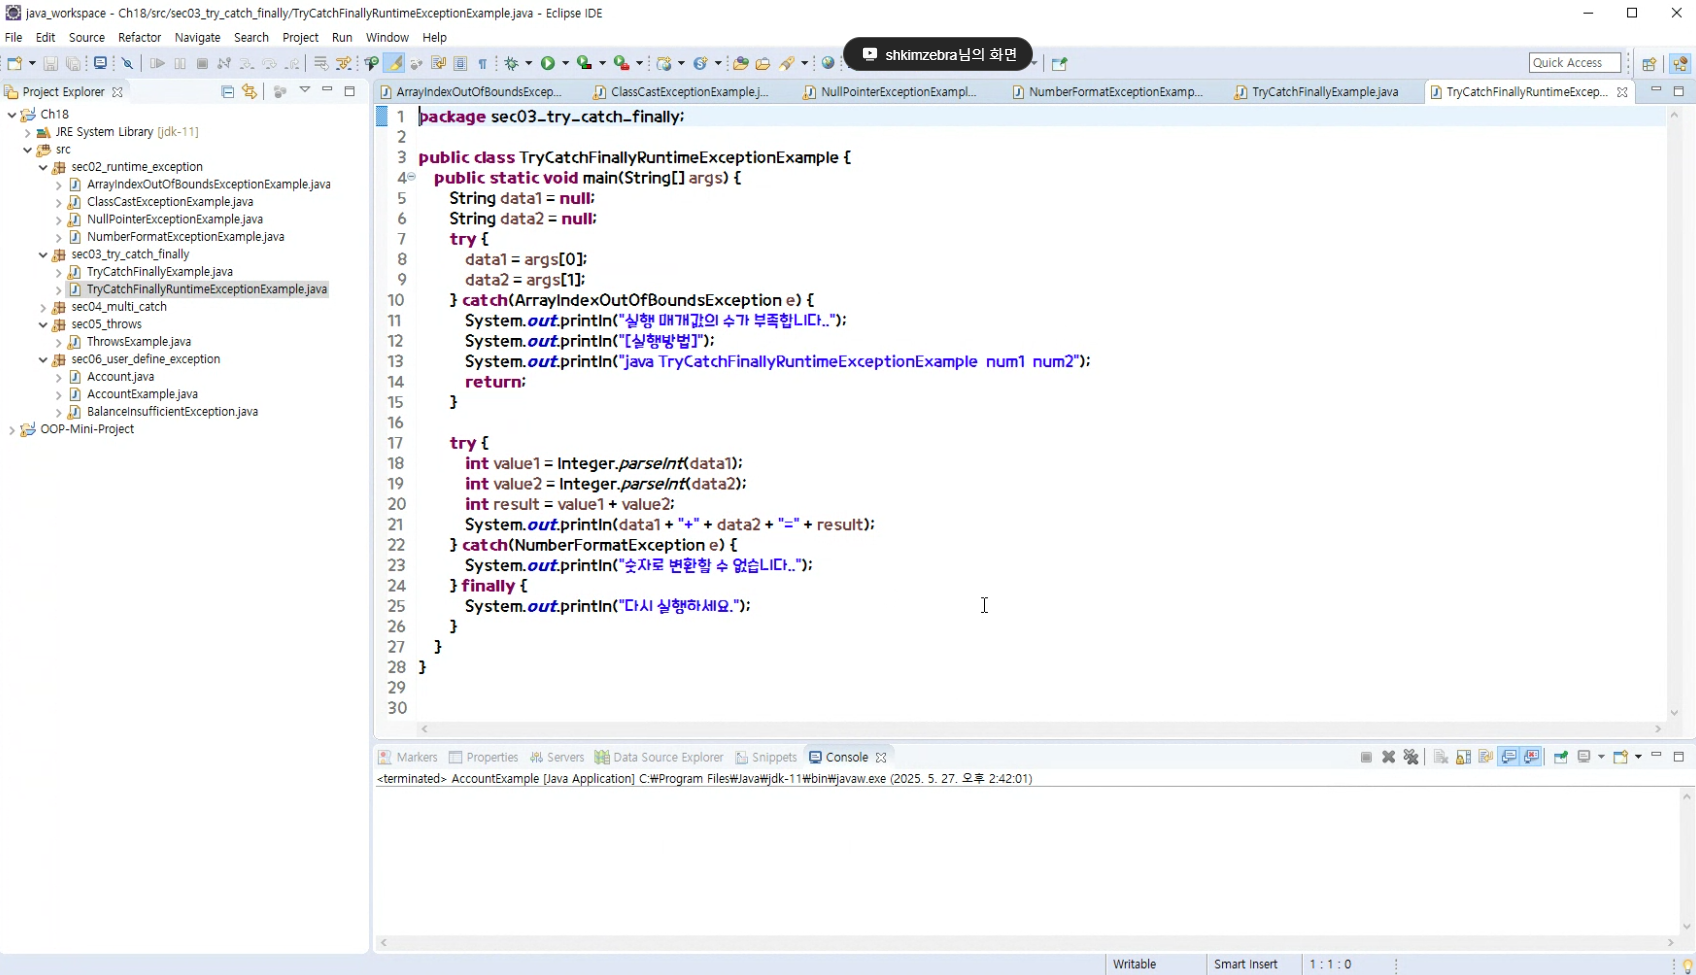 java_workspace - Ch18/src/sec03_try_catch_finally/TryCatchFinallyRuntimeExceptionExample.java - Eclipse IDE
File Edit Source Refactor Navigate Search Project Run Window Help
shkimzebra님의 화면
Quick Access
Project Explorer
ArrayIndexOutOfBoundsExcep... ClassCastExceptionExample.j... NullPointerExceptionExampl... NumberFormatExceptionExamp... TryCatchFinallyExample.java TryCatchFinallyRuntimeExcep...
Ch18
JRE System Library [jdk-11]
src
sec02_runtime_exception
ArrayIndexOutOfBoundsExceptionExample.java
ClassCastExceptionExample.java
NullPointerExceptionExample.java
NumberFormatExceptionExample.java
sec03_try_catch_finally
TryCatchFinallyExample.java
TryCatchFinallyRuntimeExceptionExample.java
sec04_multi_catch
sec05_throws
ThrowsExample.java
sec06_user_define_exception
Account.java
AccountExample.java
BalanceInsufficientException.java
OOP-Mini-Project
1 package sec03_try_catch_finally;
2
3 public class TryCatchFinallyRuntimeExceptionExample {
4 public static void main(String[] args) {
5 String data1 = null;
6 String data2 = null;
7 try {
8 data1 = args[0];
9 data2 = args[1];
10 } catch(ArrayIndexOutOfBoundsException e) {
11 System.out.println("실행 매개값의 수가 부족합니다..");
12 System.out.println("[실행방법]");
13 System.out.println("java TryCatchFinallyRuntimeExceptionExample num1 num2");
14 return;
15 }
16
17 try {
18 int value1 = Integer.parseInt(data1);
19 int value2 = Integer.parseInt(data2);
20 int result = value1 + value2;
21 System.out.println(data1 + "+" + data2 + "=" + result);
22 } catch(NumberFormatException e) {
23 System.out.println("숫자로 변환할 수 없습니다..");
24 } finally {
25 System.out.println("다시 실행하세요.");
26 }
27 }
28 }
29
30
Markers Properties Servers Data Source Explorer Snippets Console
<terminated> AccountExample [Java Application] C:₩Program Files₩Java₩jdk-11₩bin₩javaw.exe (2025. 5. 27. 오후 2:42:01)
Writable Smart Insert 1 : 1 : 0